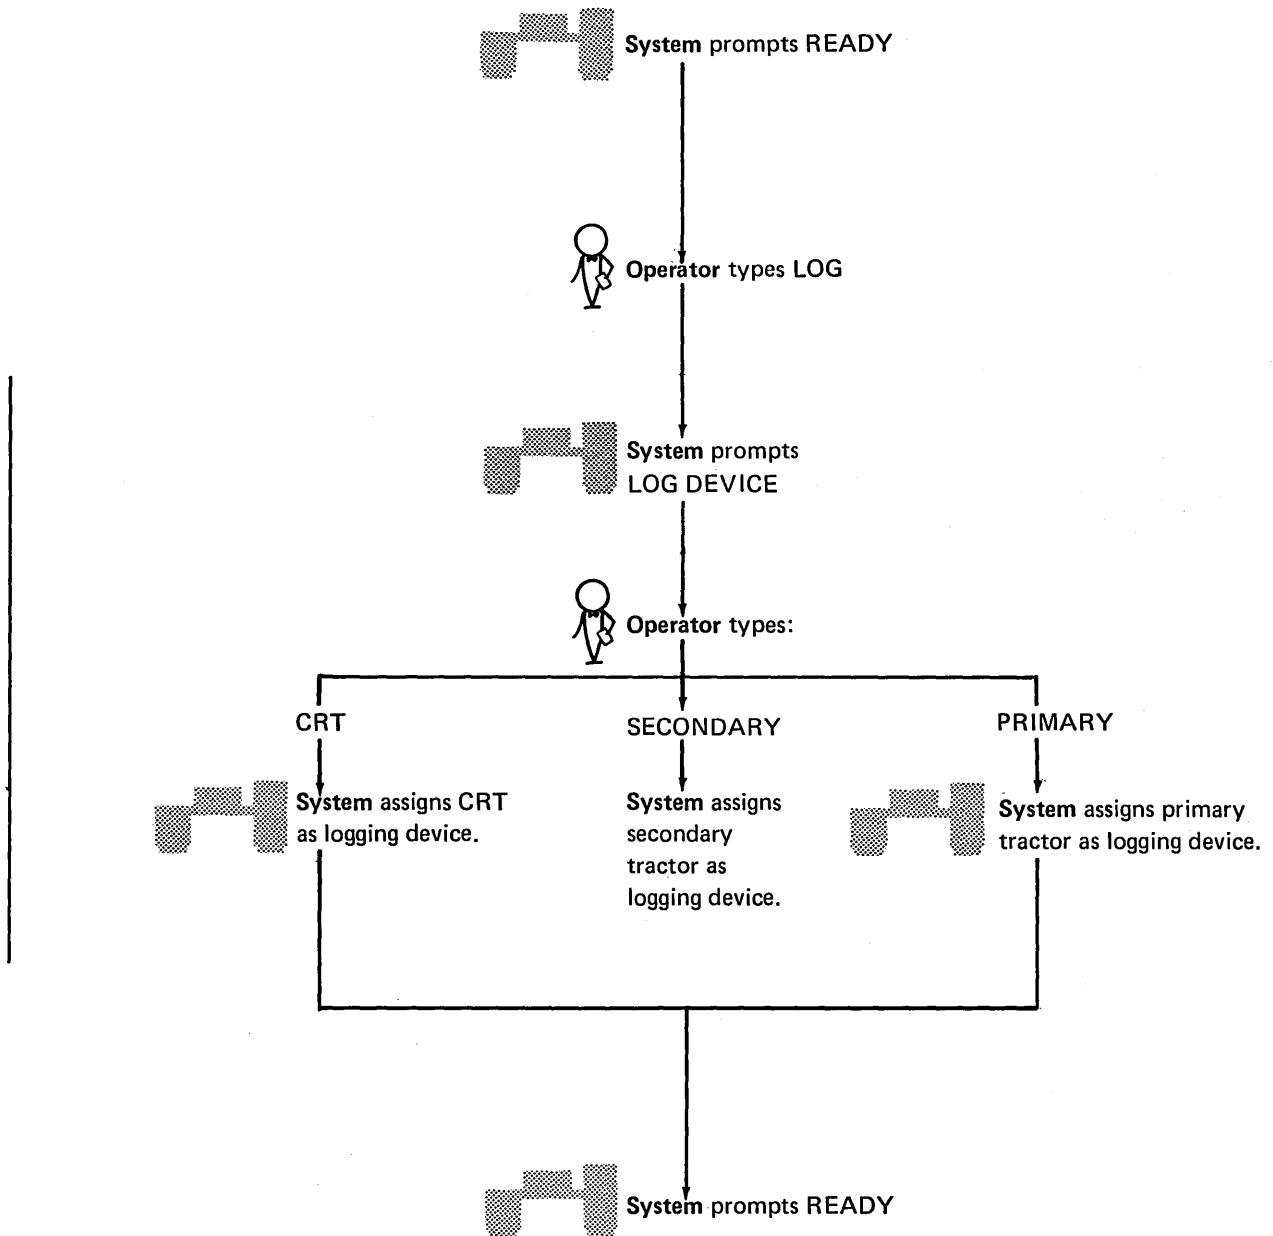 System prompts READY
Operator types LOG
System prompts
LOG DEVICE
Operator types:
CRT
SECONDARY
PRIMARY
System assigns CRT
as logging device.
System assigns
secondary
tractor as
logging device.
System assigns primary
tractor as logging device.
System prompts READY